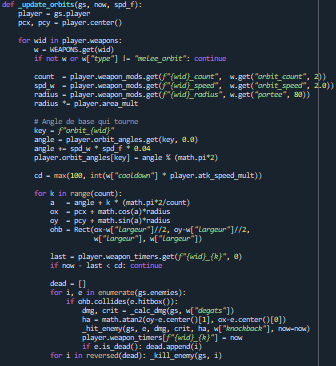 def _update_orbits(gs, now, spd_f):
    player = gs.player
    pcx, pcy = player.center()

    for wid in player.weapons:
        w = WEAPONS.get(wid)
        if not w or w["type"] != "melee_orbit": continue

        count  = player.weapon_mods.get(f"{wid}_count",  w.get("orbit_count", 2))
        spd_w  = player.weapon_mods.get(f"{wid}_speed",  w.get("orbit_speed", 2.0))
        radius = player.weapon_mods.get(f"{wid}_radius", w.get("portee", 80))
        radius *= player.area_mult

        # Angle de base qui tourne
        key = f"orbit_{wid}"
        angle = player.orbit_angles.get(key, 0.0)
        angle += spd_w * spd_f * 0.04
        player.orbit_angles[key] = angle % (math.pi*2)

        cd = max(100, int(w["cooldown"] * player.atk_speed_mult))

        for k in range(count):
            a   = angle + k * (math.pi*2/count)
            ox  = pcx + math.cos(a)*radius
            oy  = pcy + math.sin(a)*radius
            ohb = Rect(ox-w["largeur"]//2, oy-w["largeur"]//2,
                       w["largeur"], w["largeur"])

            last = player.weapon_timers.get(f"{wid}_{k}", 0)
            if now - last < cd: continue

            dead = []
            for i, e in enumerate(gs.enemies):
                if ohb.collides(e.hitbox()):
                    dmg, crit = _calc_dmg(gs, w["degats"])
                    ha = math.atan2(oy-e.center()[1], ox-e.center()[0])
                    _hit_enemy(gs, e, dmg, crit, ha, w["knockback"], now=now)
                    player.weapon_timers[f"{wid}_{k}"] = now
                    if e.is_dead(): dead.append(i)
            for i in reversed(dead): _kill_enemy(gs, i)